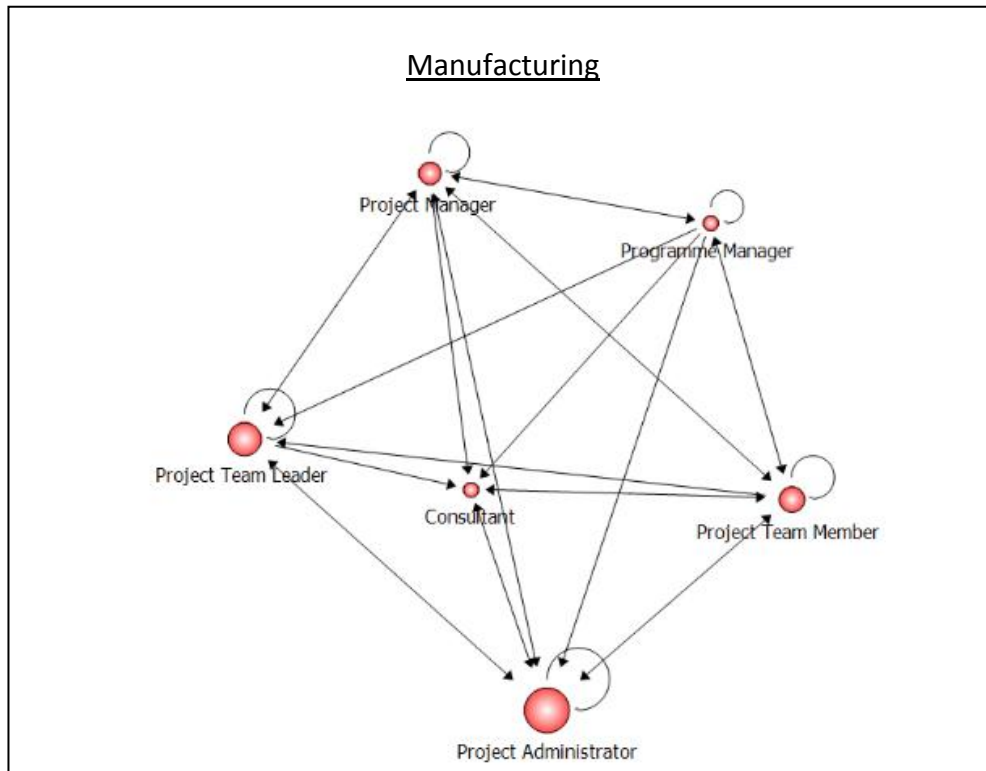 Manufacturing
Project Manager
Programme Manager
Project Team Leader
Consultant
Project Team Member
Project Administrator